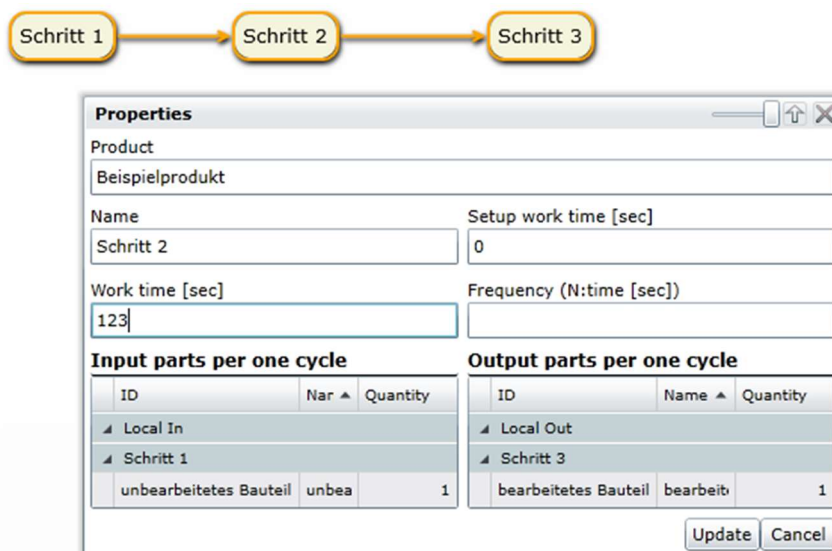 Schritt 1 Schritt 2 Schritt 3
Properties
Product
Beispielprodukt
Name Setup work time [sec]
Schritt 2 0
Work time [sec] Frequency (N:time [sec])
123
Input parts per one cycle Output parts per one cycle
ID Nar Quantity ID Name Quantity
Local In Local Out
Schritt 1 Schritt 3
unbearbeitetes Bauteil unbea 1 bearbeitetes Bauteil bearbeit 1
Update Cancel